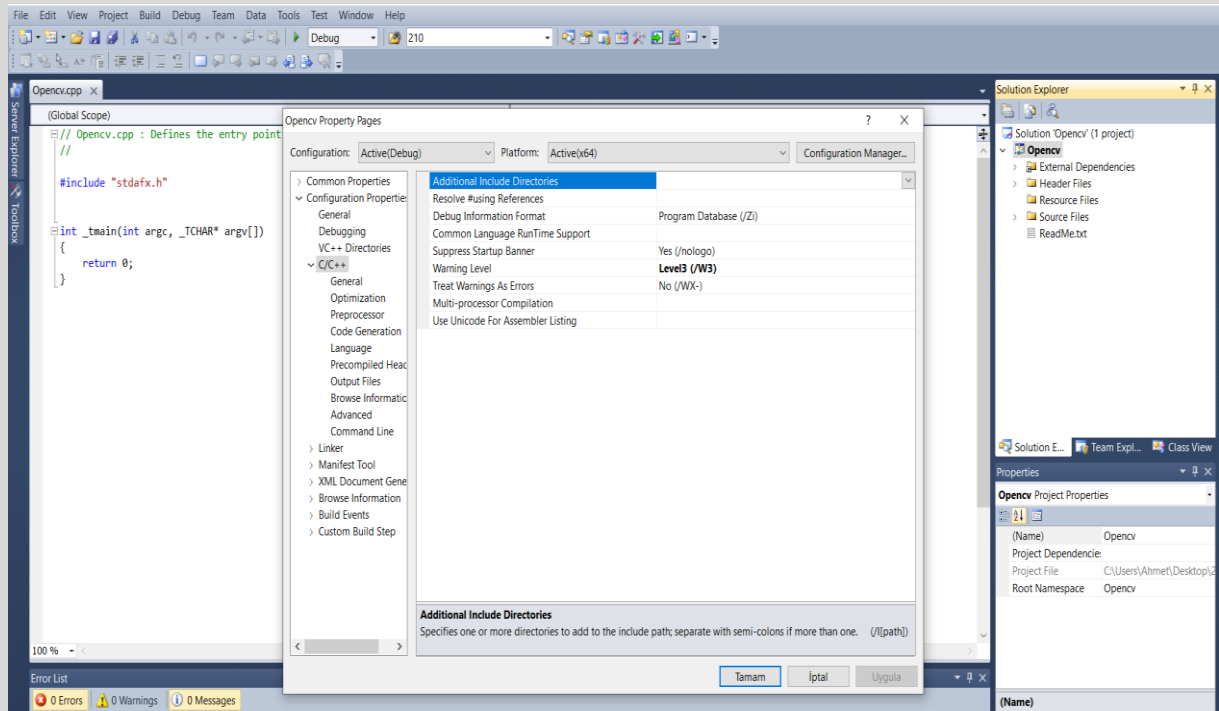 File Edit View Project Build Debug Team Data Tools Test Window Help
Debug 210
Server Explorer
Toolbox
Opencv.cpp
(Global Scope)
// Opencv.cpp : Defines the entry point
//
#include "stdafx.h"
int _tmain(int argc, _TCHAR* argv[])
{
return 0;
}
100 %
Opencv Property Pages ? X
Configuration: Active(Debug) Platform: Active(x64) Configuration Manager...
Common Properties
Configuration Propertie
General
Debugging
VC++ Directories
C/C++
General
Optimization
Preprocessor
Code Generation
Language
Precompiled Head
Output Files
Browse Informatic
Advanced
Command Line
Linker
Manifest Tool
XML Document Gene
Browse Information
Build Events
Custom Build Step
Additional Include Directories
Resolve #using References
Debug Information Format Program Database (/Zi)
Common Language RunTime Support
Suppress Startup Banner Yes (/nologo)
Warning Level Level3 (/W3)
Treat Warnings As Errors No (/WX-)
Multi-processor Compilation
Use Unicode For Assembler Listing
Additional Include Directories
Specifies one or more directories to add to the include path; separate with semi-colons if more than one. (/I[path])
Tamam İptal Uygula
Solution Explorer
Solution 'Opencv' (1 project)
Opencv
External Dependencies
Header Files
Resource Files
Source Files
ReadMe.txt
Solution E... Team Expl... Class View
Properties
Opencv Project Properties
(Name) Opencv
Project Dependencies
Project File C:\Users\Ahmet\Desktop\2
Root Namespace Opencv
(Name)
Error List
0 Errors 0 Warnings 0 Messages